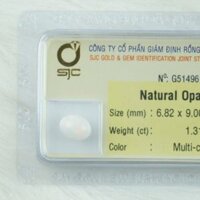 SJC
CÔNG TY CỔ PHẦN GIÁM ĐỊNH RỒNG
SJC GOLD & GEM IDENTIFICATION JOINT ST
Nº: G51496
Natural Opa
Size (mm) : 6.82 x 9.0
Weight (ct) : 1.31
Color : Multi-c